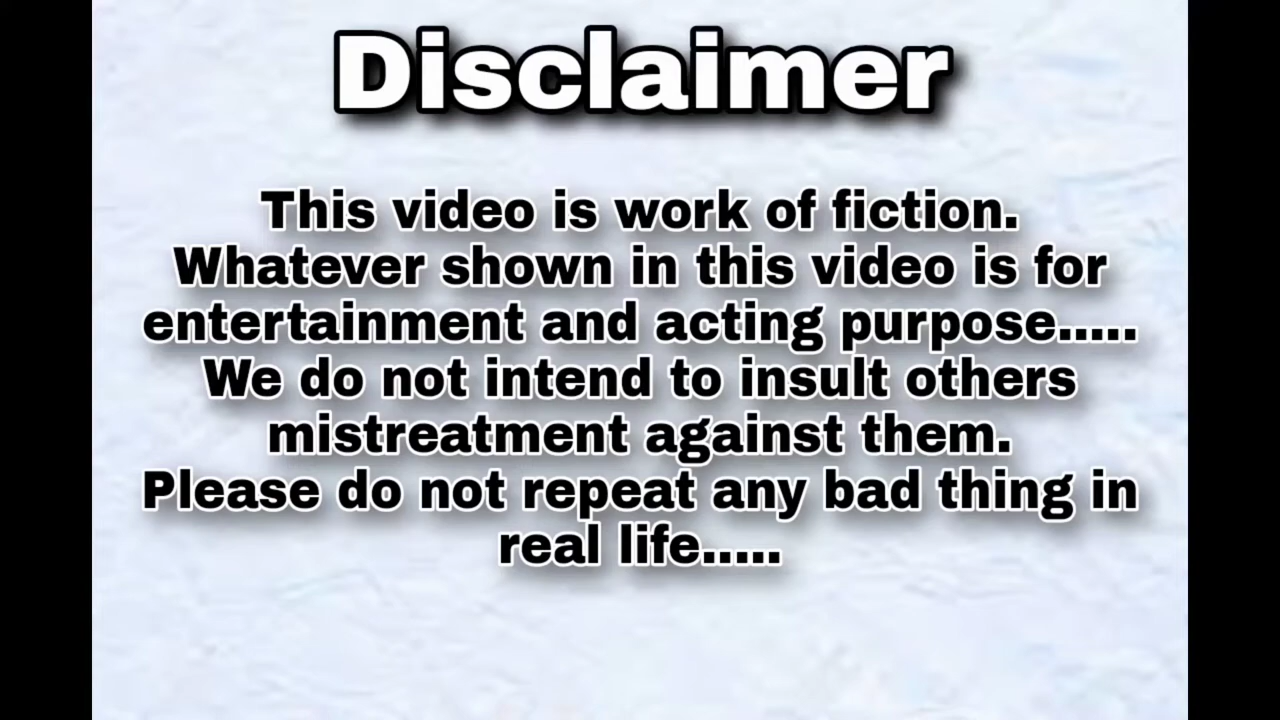 Disclaimer
This video is work of fiction.
Whatever shown in this video is for
entertainment and acting purpose.....
We do not intend to insult others
mistreatment against them.
Please do not repeat any bad thing in
real life.....